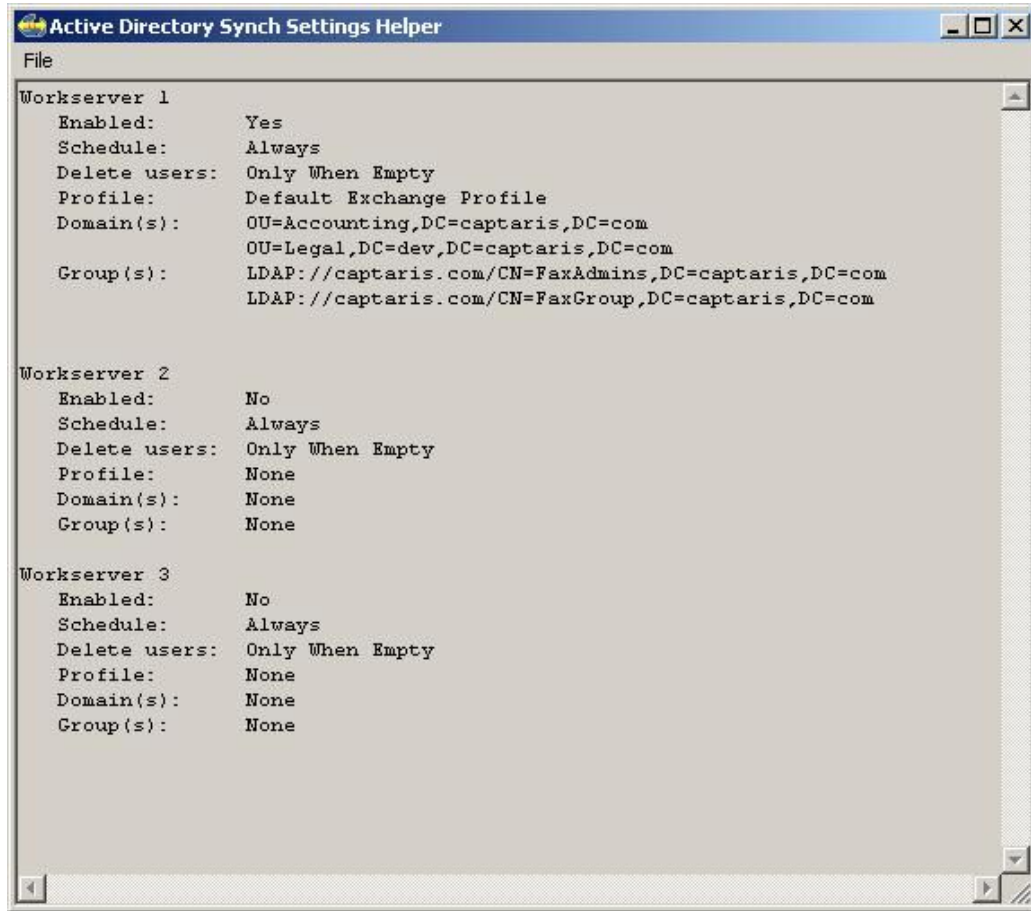 Active Directory Synch Settings Helper
File
Workserver 1
Enabled: Yes
Schedule: Always
Delete users: Only When Empty
Profile: Default Exchange Profile
Domain(s): OU=Accounting,DC=captaris,DC=com
OU=Legal,DC=dev,DC=captaris,DC=com
Group(s): LDAP://captaris.com/CN=FaxAdmins,DC=captaris,DC=com
LDAP://captaris.com/CN=FaxGroup,DC=captaris,DC=com
Workserver 2
Enabled: No
Schedule: Always
Delete users: Only When Empty
Profile: None
Domain(s): None
Group(s): None
Workserver 3
Enabled: No
Schedule: Always
Delete users: Only When Empty
Profile: None
Domain(s): None
Group(s): None